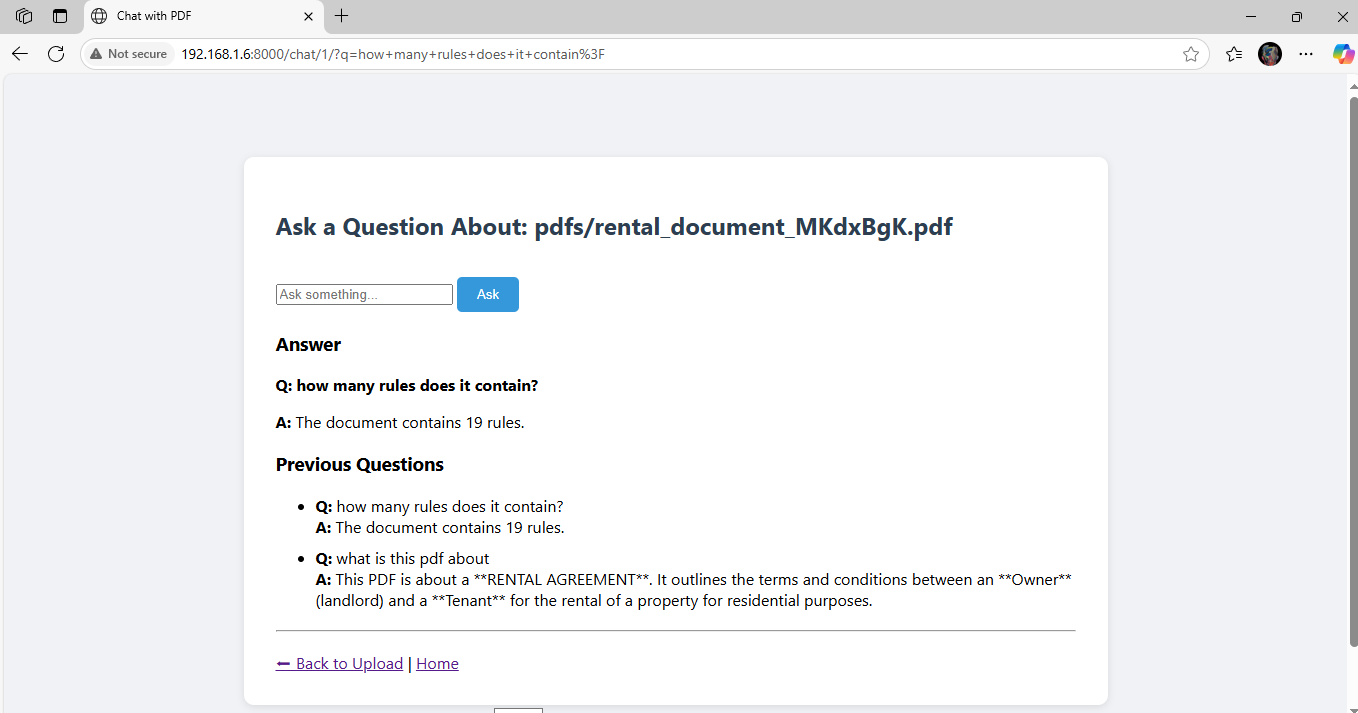 Chat with PDF
Not secure 192.168.1.6:8000/chat/1/?q=how+many+rules+does+it+contain%3F
Ask a Question About: pdfs/rental_document_MKdxBgK.pdf
Ask something... Ask
Answer
Q: how many rules does it contain?
A: The document contains 19 rules.
Previous Questions
Q: how many rules does it contain?
A: The document contains 19 rules.
Q: what is this pdf about
A: This PDF is about a **RENTAL AGREEMENT**. It outlines the terms and conditions between an **Owner**
(landlord) and a **Tenant** for the rental of a property for residential purposes.
← Back to Upload | Home